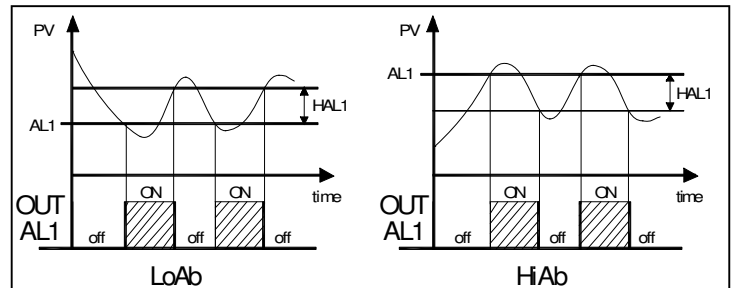 PV
HAL1
AL1
time
ON ON
OUT
AL1
off off off
LoAb
PV
AL1
HAL1
time
ON ON
OUT
AL1
off off off
HiAb